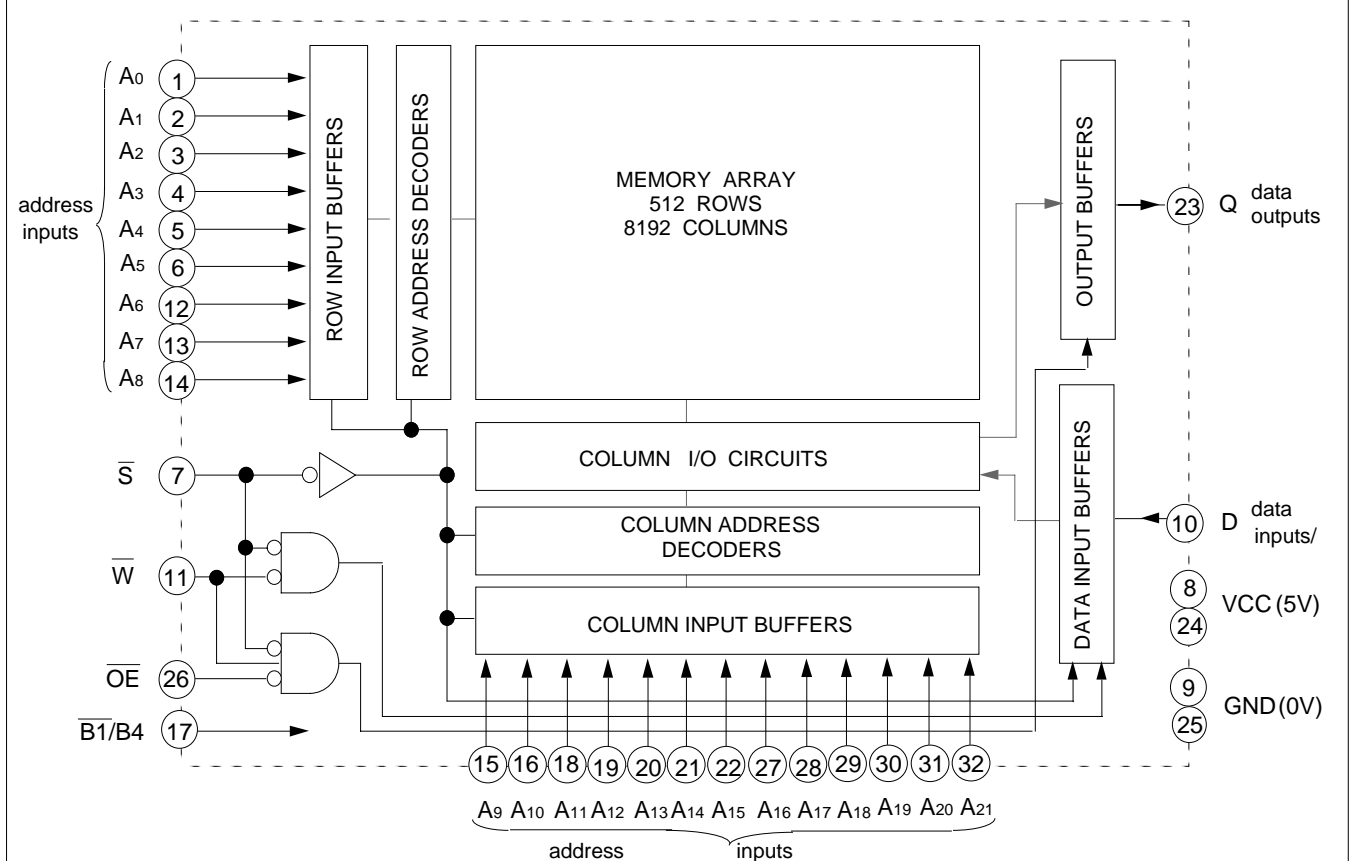 address
inputs
A0 1
A1 2
A2 3
A3 4
A4 5
A5 6
A6 12
A7 13
A8 14
ROW INPUT BUFFERS
ROW ADDRESS DECODERS
MEMORY ARRAY
512 ROWS
8192 COLUMNS
OUTPUT BUFFERS
23 Q data
outputs
S̅ 7
COLUMN I/O CIRCUITS
COLUMN ADDRESS
DECODERS
COLUMN INPUT BUFFERS
DATA INPUT BUFFERS
10 D data
inputs/
W̅ 11
O̅E̅ 26
B̅1̅/B4 17
8
24
VCC (5V)
9
25
GND (0V)
15 16 18 19 20 21 22 27 28 29 30 31 32
A9 A10 A11 A12 A13 A14 A15 A16 A17 A18 A19 A20 A21
address inputs